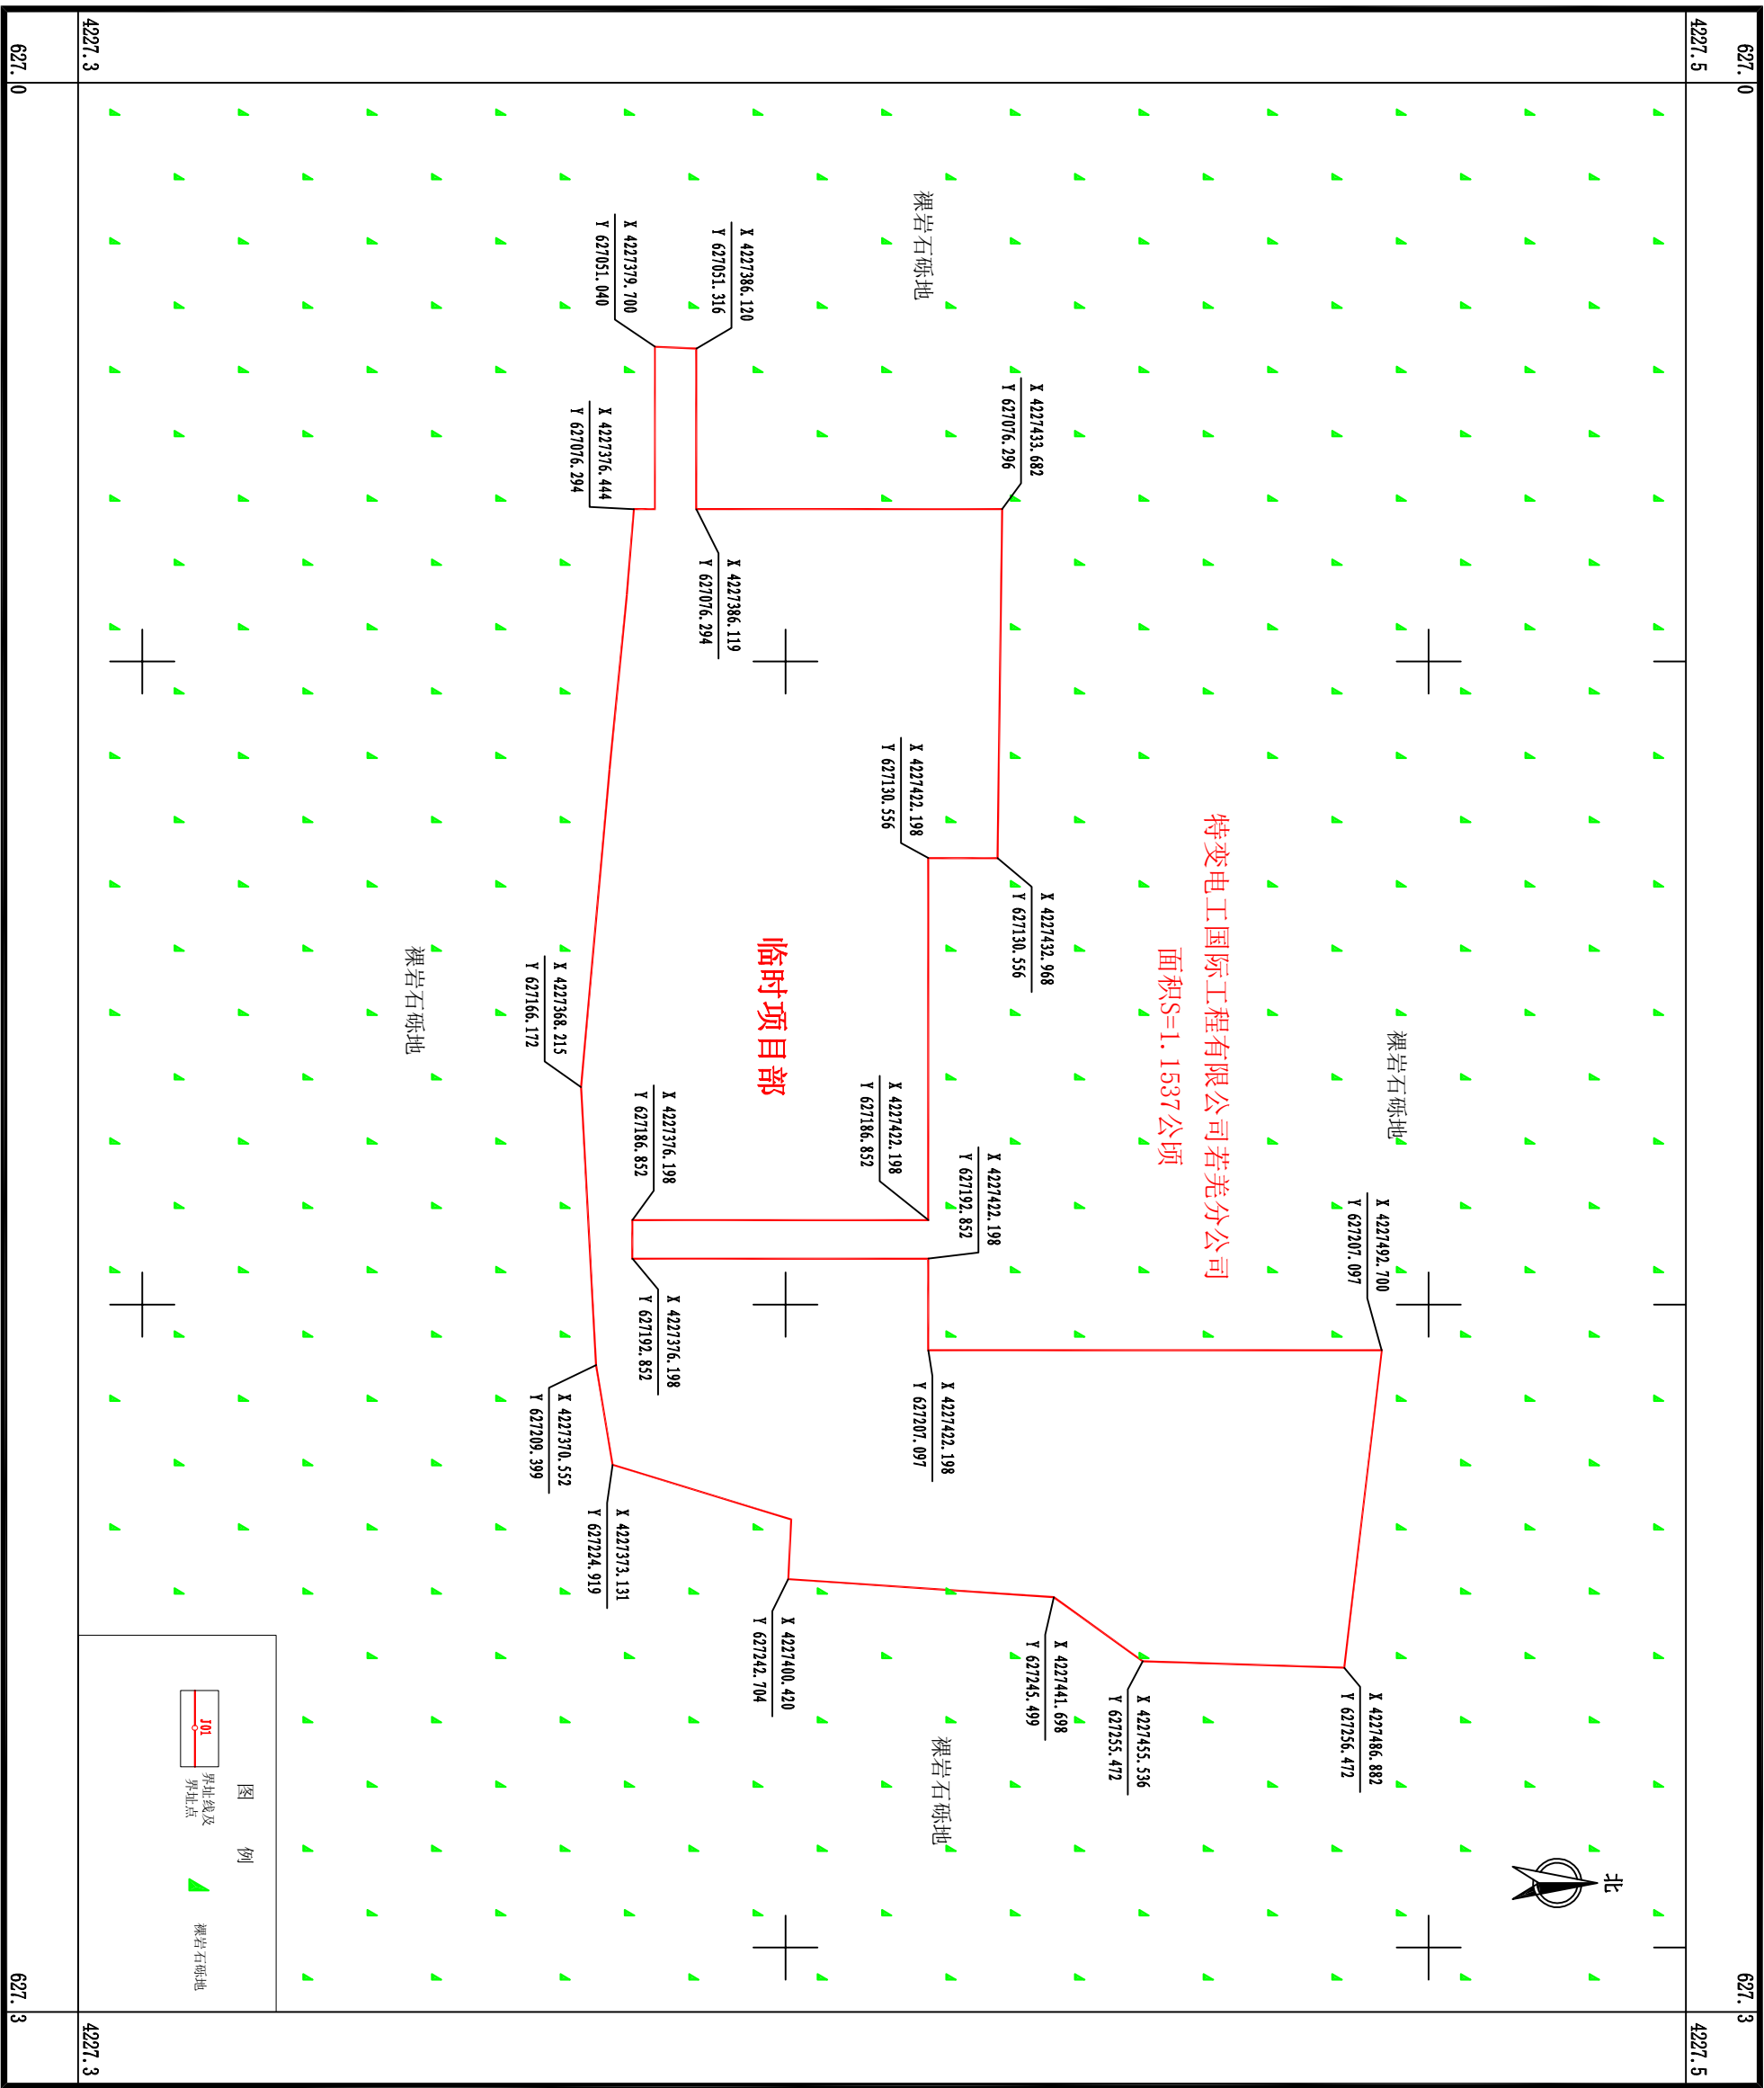 627.0
4227.5
627.3
4227.5
北
X 4227492.700
Y 627207.097
X 4227486.882
Y 627256.472
裸岩石砾地
特变电工国际工程有限公司若羌分公司
面积S=1.1537公顷
X 4227455.536
Y 627255.472
X 4227433.682
Y 627076.296
X 4227432.968
Y 627130.556
X 4227441.698
Y 627245.499
裸岩石砾地
X 4227422.198
Y 627130.556
X 4227422.198
Y 627186.852
X 4227422.198
Y 627192.852
X 4227422.198
Y 627207.097
裸岩石砾地
临时项目部
X 4227386.120
Y 627051.316
X 4227386.119
Y 627076.294
X 4227400.420
Y 627242.704
X 4227379.700
Y 627051.040
X 4227376.444
Y 627076.294
X 4227376.198
Y 627186.852
X 4227376.198
Y 627192.852
X 4227368.215
Y 627166.172
X 4227370.552
Y 627209.399
X 4227373.131
Y 627224.919
裸岩石砾地
图 例
J01
界址线及
界址点
裸岩石砾地
4227.3
627.0
4227.3
627.3